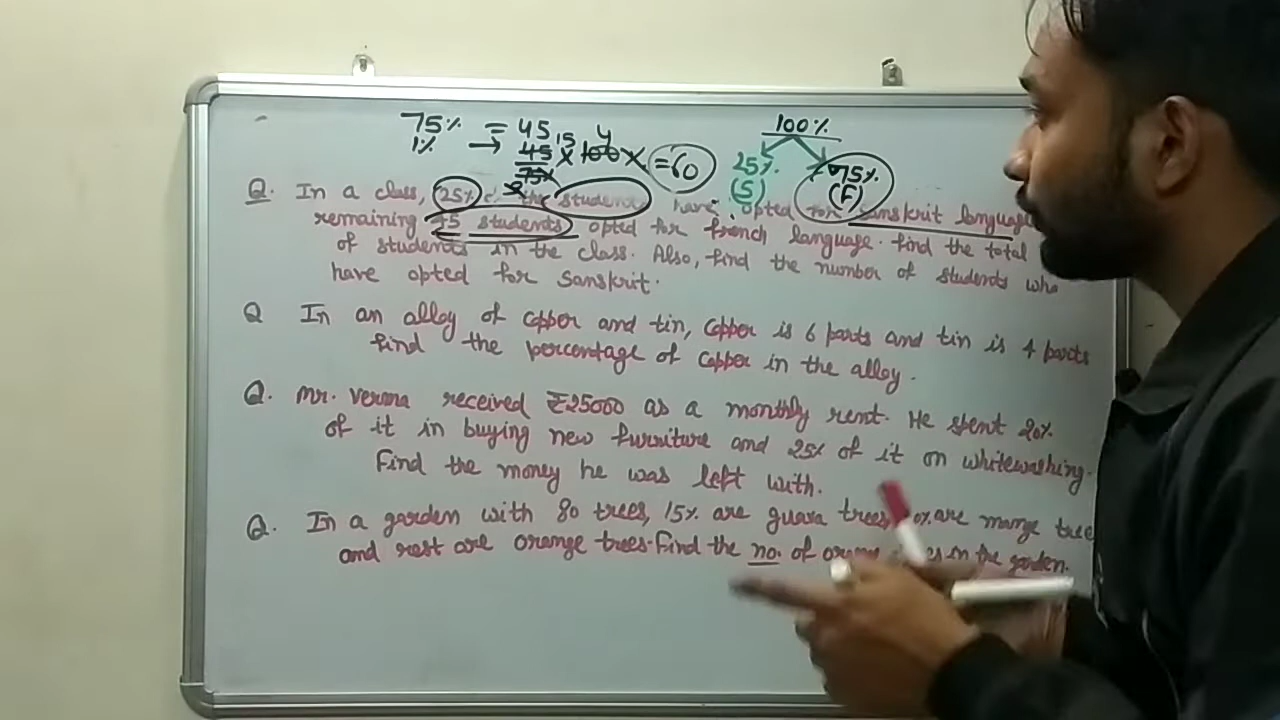 75% = 45 100%
1% → 45/75 x 100 x = 60 25% 75%
15 4
(S) (F)
Q. In a class, 25% the students have opted for Sanskrit language
remaining 45 students opted for french language. find the total
of students in the class. Also, find the number of students who
have opted for Sanskrit.
Q In an alloy of Copper and tin, Copper is 6 parts and tin is 4 parts
find the percentage of Copper in the alloy.
Q. Mr. Verma received ₹25000 as a monthly rent. He spent 20%
of it in buying new furniture and 25% of it on whitewashing.
Find the money he was left with.
Q. In a garden with 80 trees, 15% are guava trees, are mango tree
and rest are orange trees. Find the no. of in the garden.